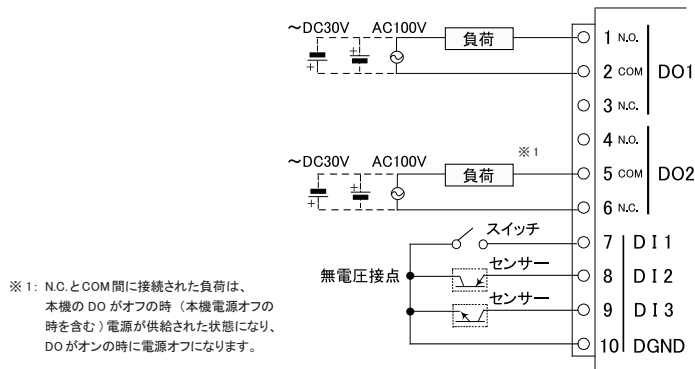 ～DC30V AC100V
負荷
1 N.O.
2 COM DO1
3 N.C.
4 N.O.
※1
～DC30V AC100V
負荷
5 COM DO2
6 N.C.
スイッチ
7 DI1
無電圧接点
センサー
8 DI2
センサー
9 DI3
10 DGND
※1: N.C.とCOM間に接続された負荷は、
本機の DO がオフの時（本機電源オフの
時を含む）電源が供給された状態になり、
DO がオンの時に電源オフになります。
+
+
+
+